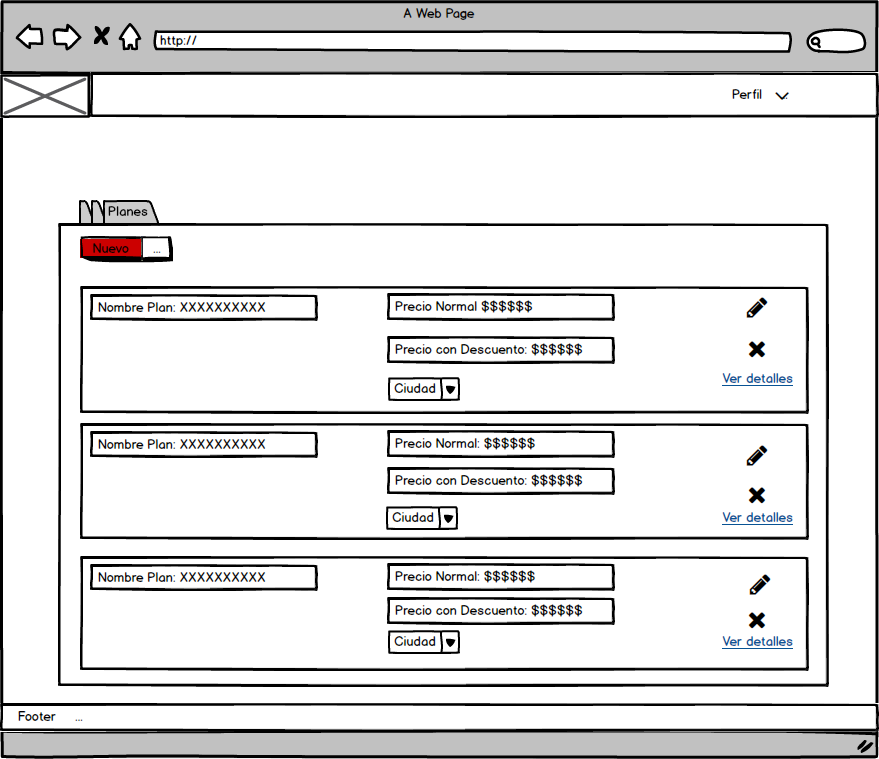 A Web Page
http://
Perfil
Planes
Nuevo ...
Nombre Plan: XXXXXXXXXX
Precio Normal $$$$$$
Precio con Descuento: $$$$$$
Ciudad
Ver detalles
Nombre Plan: XXXXXXXXXX
Precio Normal: $$$$$$
Precio con Descuento: $$$$$$
Ciudad
Ver detalles
Nombre Plan: XXXXXXXXXX
Precio Normal: $$$$$$
Precio con Descuento: $$$$$$
Ciudad
Ver detalles
Footer ...